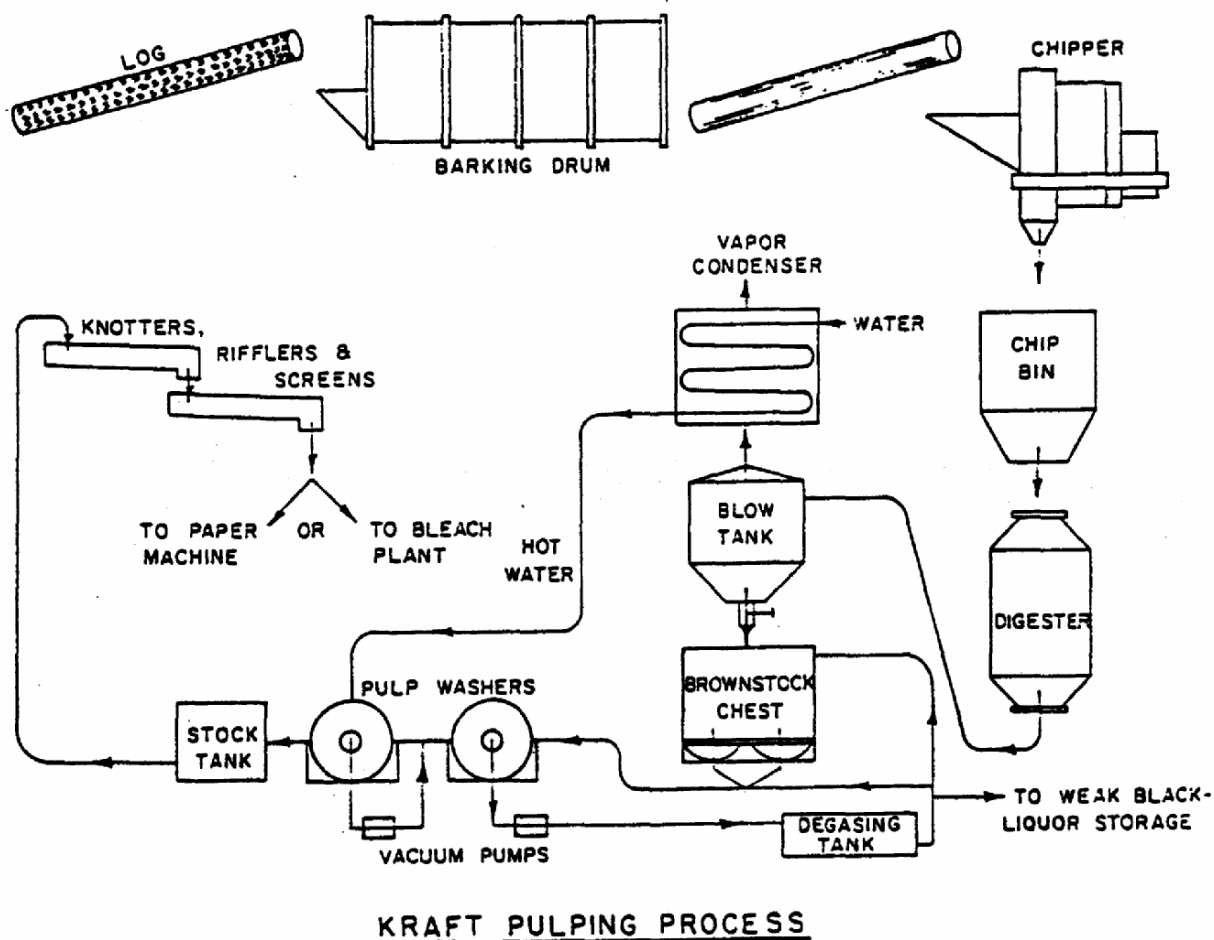 LOG
BARKING DRUM
CHIPPER
VAPOR
CONDENSER
WATER
CHIP
BIN
KNOTTERS,
RIFFLERS &
SCREENS
TO PAPER
MACHINE
OR
TO BLEACH
PLANT
HOT
WATER
BLOW
TANK
DIGESTER
BROWNSTOCK
CHEST
PULP WASHERS
STOCK
TANK
VACUUM PUMPS
DEGASING
TANK
TO WEAK BLACK-
LIQUOR STORAGE
KRAFT PULPING PROCESS